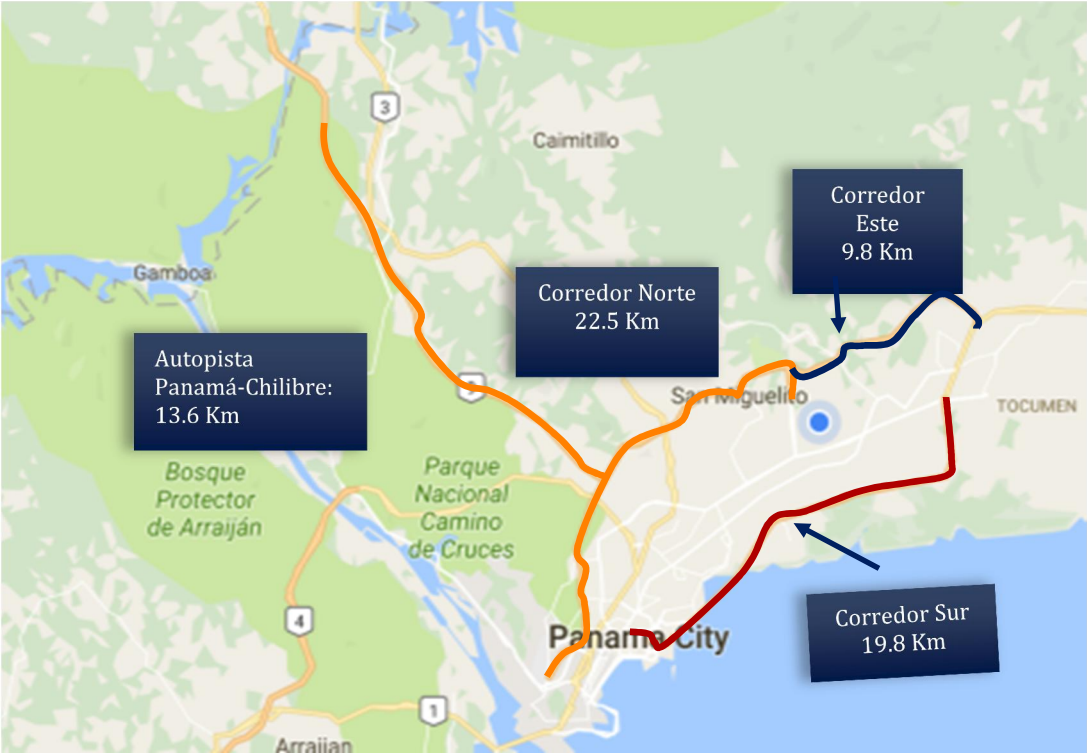 3
Caimitillo
Corredor
Este
9.8 Km
Gamboa
Corredor Norte
22.5 Km
Autopista
Panamá-Chilibre:
13.6 Km
San Miguelito
TOCUMEN
Bosque
Protector
de Arraiján
Parque
Nacional
Camino
de Cruces
4
Corredor Sur
19.8 Km
Panama City
1
Arraijan